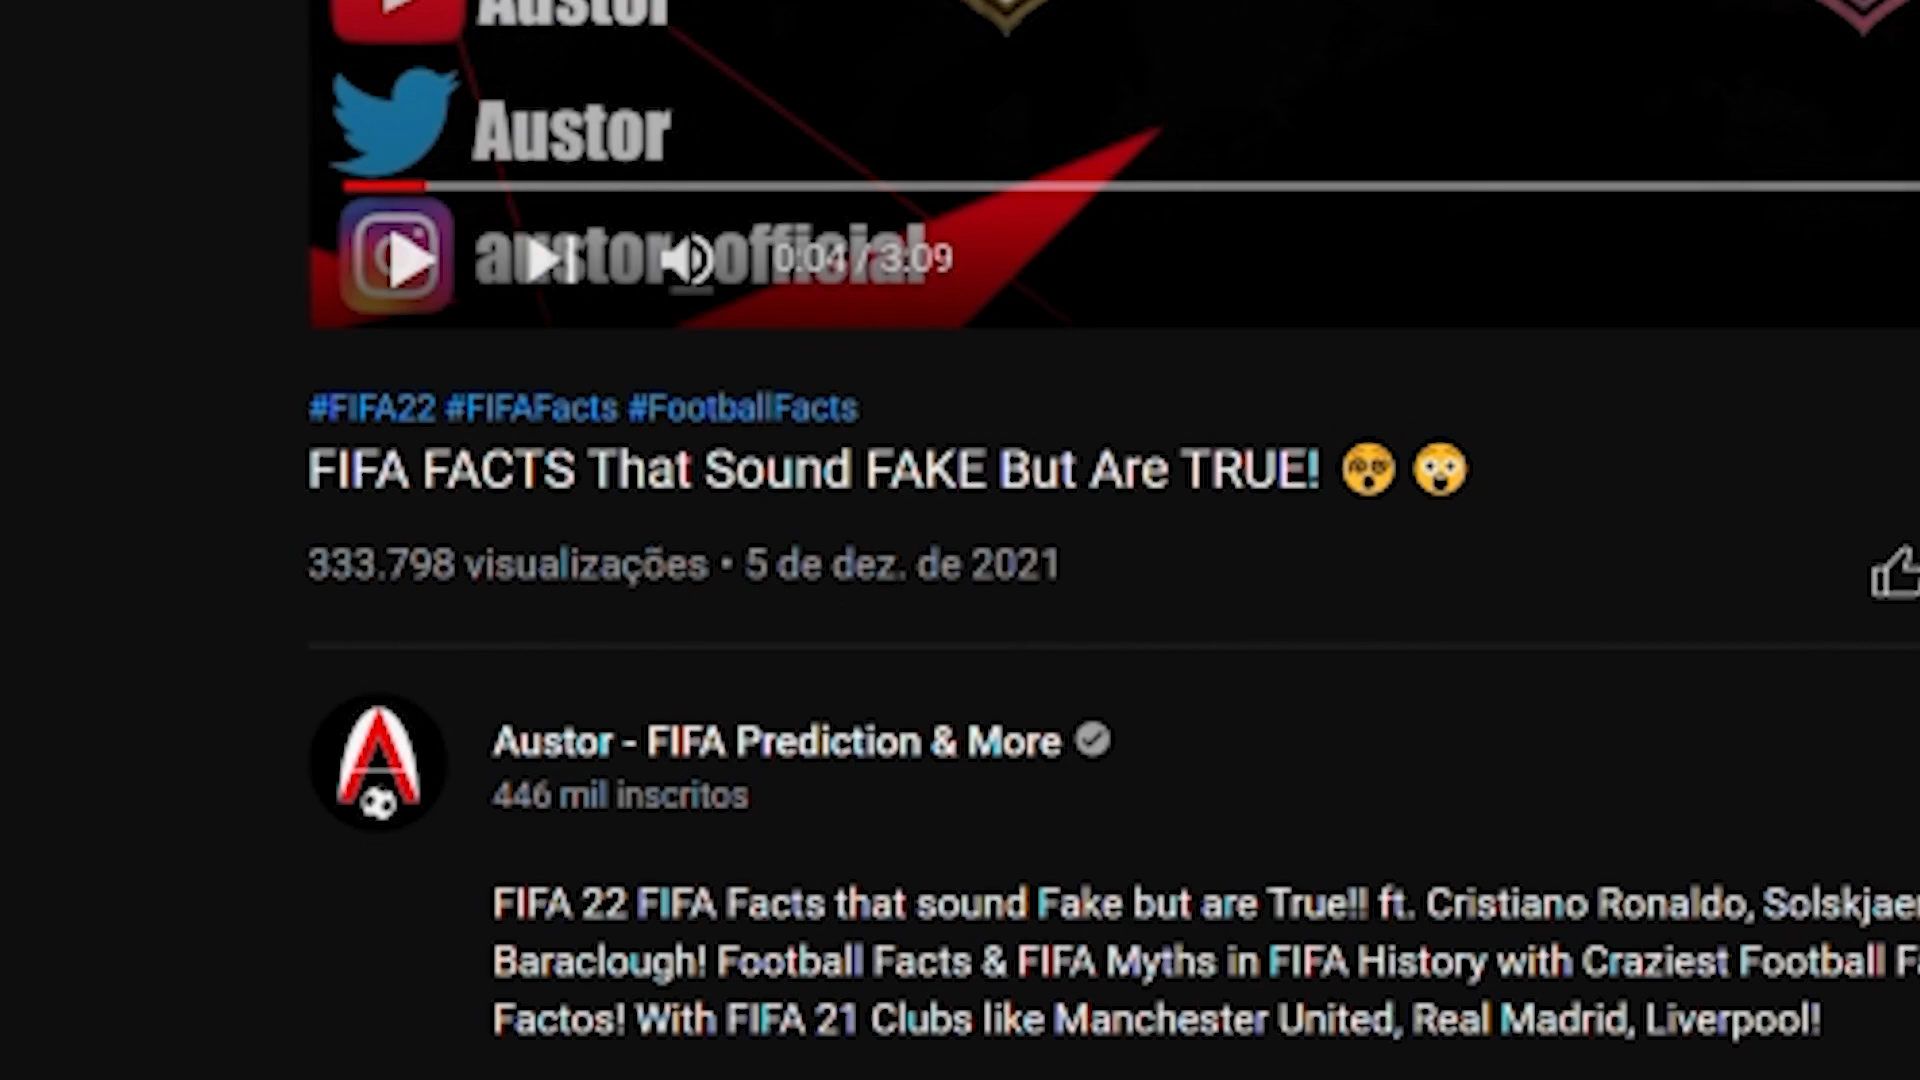 Austor
Austor
austor_official
0:04 / 3:09
#FIFA22 #FIFAFacts #FootballFacts
FIFA FACTS That Sound FAKE But Are TRUE! 😵 😲
333.798 visualizações • 5 de dez. de 2021
Austor - FIFA Prediction & More
446 mil inscritos
FIFA 22 FIFA Facts that sound Fake but are True!! ft. Cristiano Ronaldo, Solskjaer
Baraclough! Football Facts & FIFA Myths in FIFA History with Craziest Football
Factos! With FIFA 21 Clubs like Manchester United, Real Madrid, Liverpool!